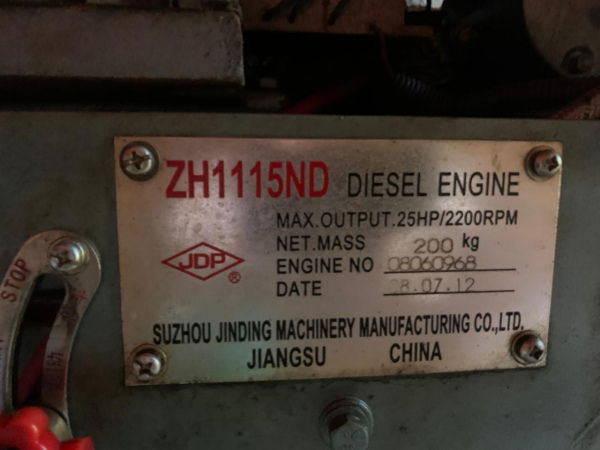 ZH1115ND DIESEL ENGINE
MAX.OUTPUT.25HP/2200RPM
NET.MASS 200 kg
JDP ®
ENGINE NO 08060968
DATE 28.07.12
SUZHOU JINDING MACHINERY MANUFACTURING CO.,LTD.
JIANGSU CHINA
STOP